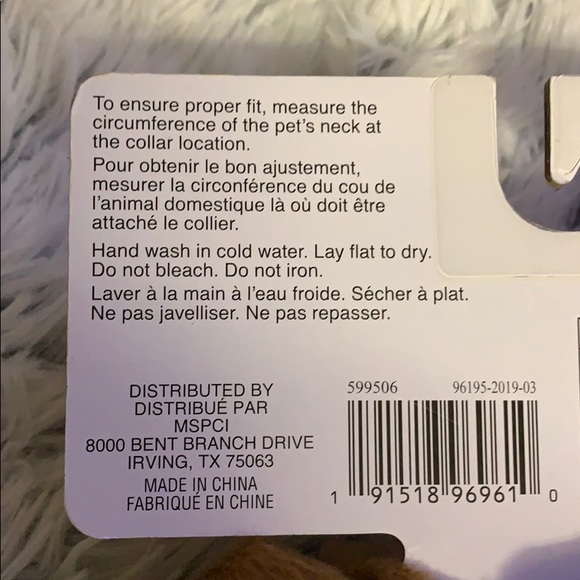 To ensure proper fit, measure the
circumference of the pet's neck at
the collar location.
Pour obtenir le bon ajustement,
mesurer la circonférence du cou de
l'animal domestique là où doit être
attaché le collier.
Hand wash in cold water. Lay flat to dry.
Do not bleach. Do not iron.
Laver à la main à l'eau froide. Sécher à plat.
Ne pas javelliser. Ne pas repasser.
DISTRIBUTED BY
DISTRIBUÉ PAR
MSPCI
8000 BENT BRANCH DRIVE
IRVING, TX 75063
MADE IN CHINA
FABRIQUÉ EN CHINE
599506 96195-2019-03
1 91518 96961 0